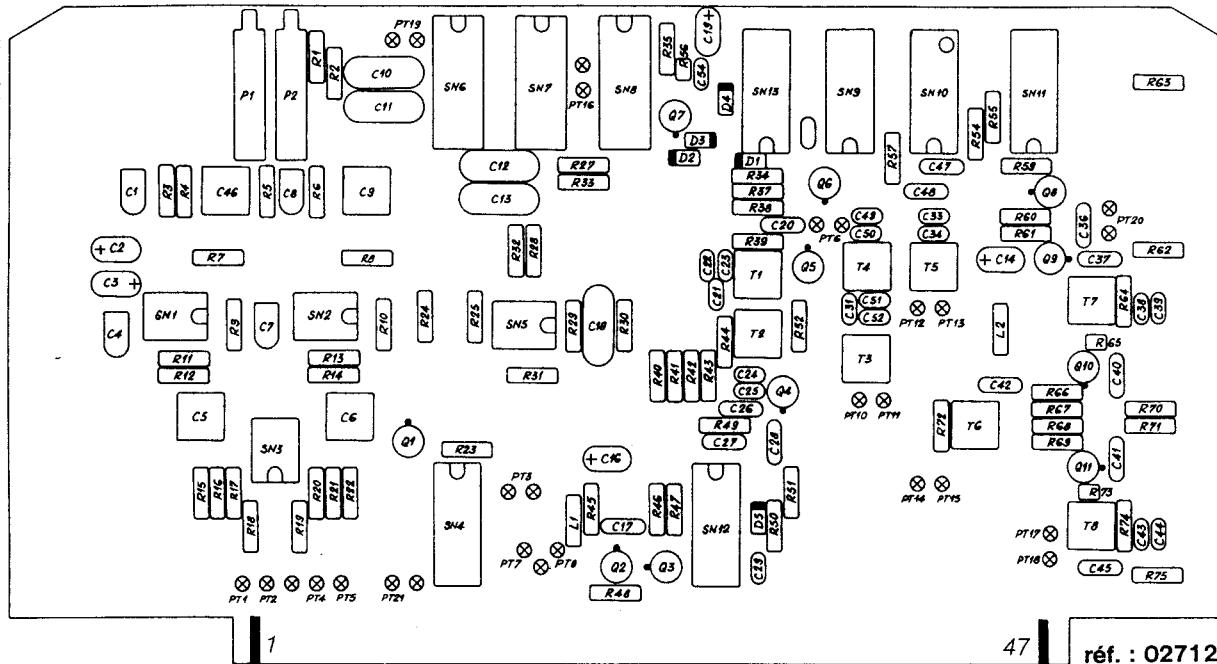 PT19
P1
P2
R1
R2
C10
C11
SN6
SN7
PT16
SN8
R35
R56
C19
C54
Q7
D4
D3
D2
D1
SN13
SN9
SN10
SN11
R57
R54
R55
R63
C1
R3
R4
C46
R5
C8
R6
C9
C12
C13
R27
R33
R34
R37
R38
Q6
C47
C48
R59
Q8
C2
C3
R7
R8
R32
R28
C20
PT6
C49
C50
C33
C34
R60
R61
C36
PT20
R39
C22
C23
C21
T1
Q5
T4
T5
C14
Q9
C37
R62
C4
SN1
R9
C7
SN2
R10
R24
R25
SN5
R29
C18
R30
C31
C51
C52
PT12
PT13
T7
R64
C38
C39
R11
R12
R13
R14
R31
R40
R41
R42
R43
R44
T2
R52
T3
L2
R65
Q10
C40
C5
C6
SN3
Q1
R23
C24
C25
C26
Q4
R49
C27
C28
PT10
PT11
C42
R72
T6
R66
R67
R68
R69
R70
R71
C16
Q11
C41
R15
R16
R17
R18
R19
R20
R21
R22
SN4
PT3
L1
R45
C17
R46
R47
SN12
D5
R50
R51
PT14
PT15
R73
T8
R74
C43
C44
PT7
PT8
Q2
Q3
R48
C29
PT17
PT18
C45
R75
PT1
PT2
PT4
PT5
PT21
1
47
réf. : 02712